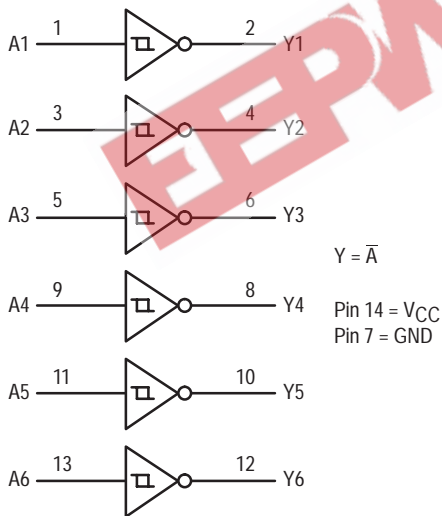 A1 1 2 Y1
A2 3 4 Y2
A3 5 6 Y3
Y = A̅
A4 9 8 Y4
Pin 14 = VCC
Pin 7 = GND
A5 11 10 Y5
A6 13 12 Y6
EEPW